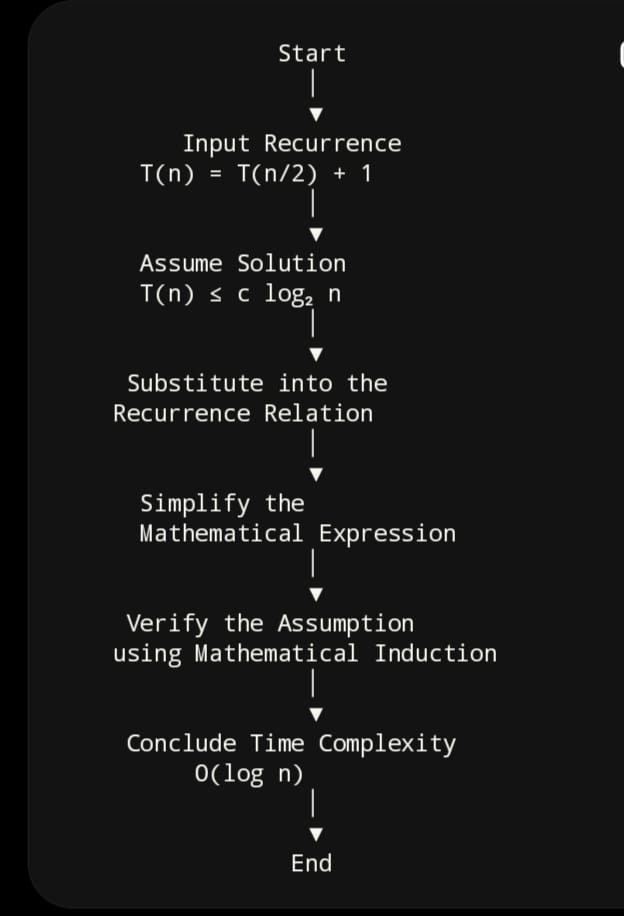 Start
Input Recurrence
T(n) = T(n/2) + 1
Assume Solution
T(n) ≤ c log₂ n
Substitute into the
Recurrence Relation
Simplify the
Mathematical Expression
Verify the Assumption
using Mathematical Induction
Conclude Time Complexity
O(log n)
End